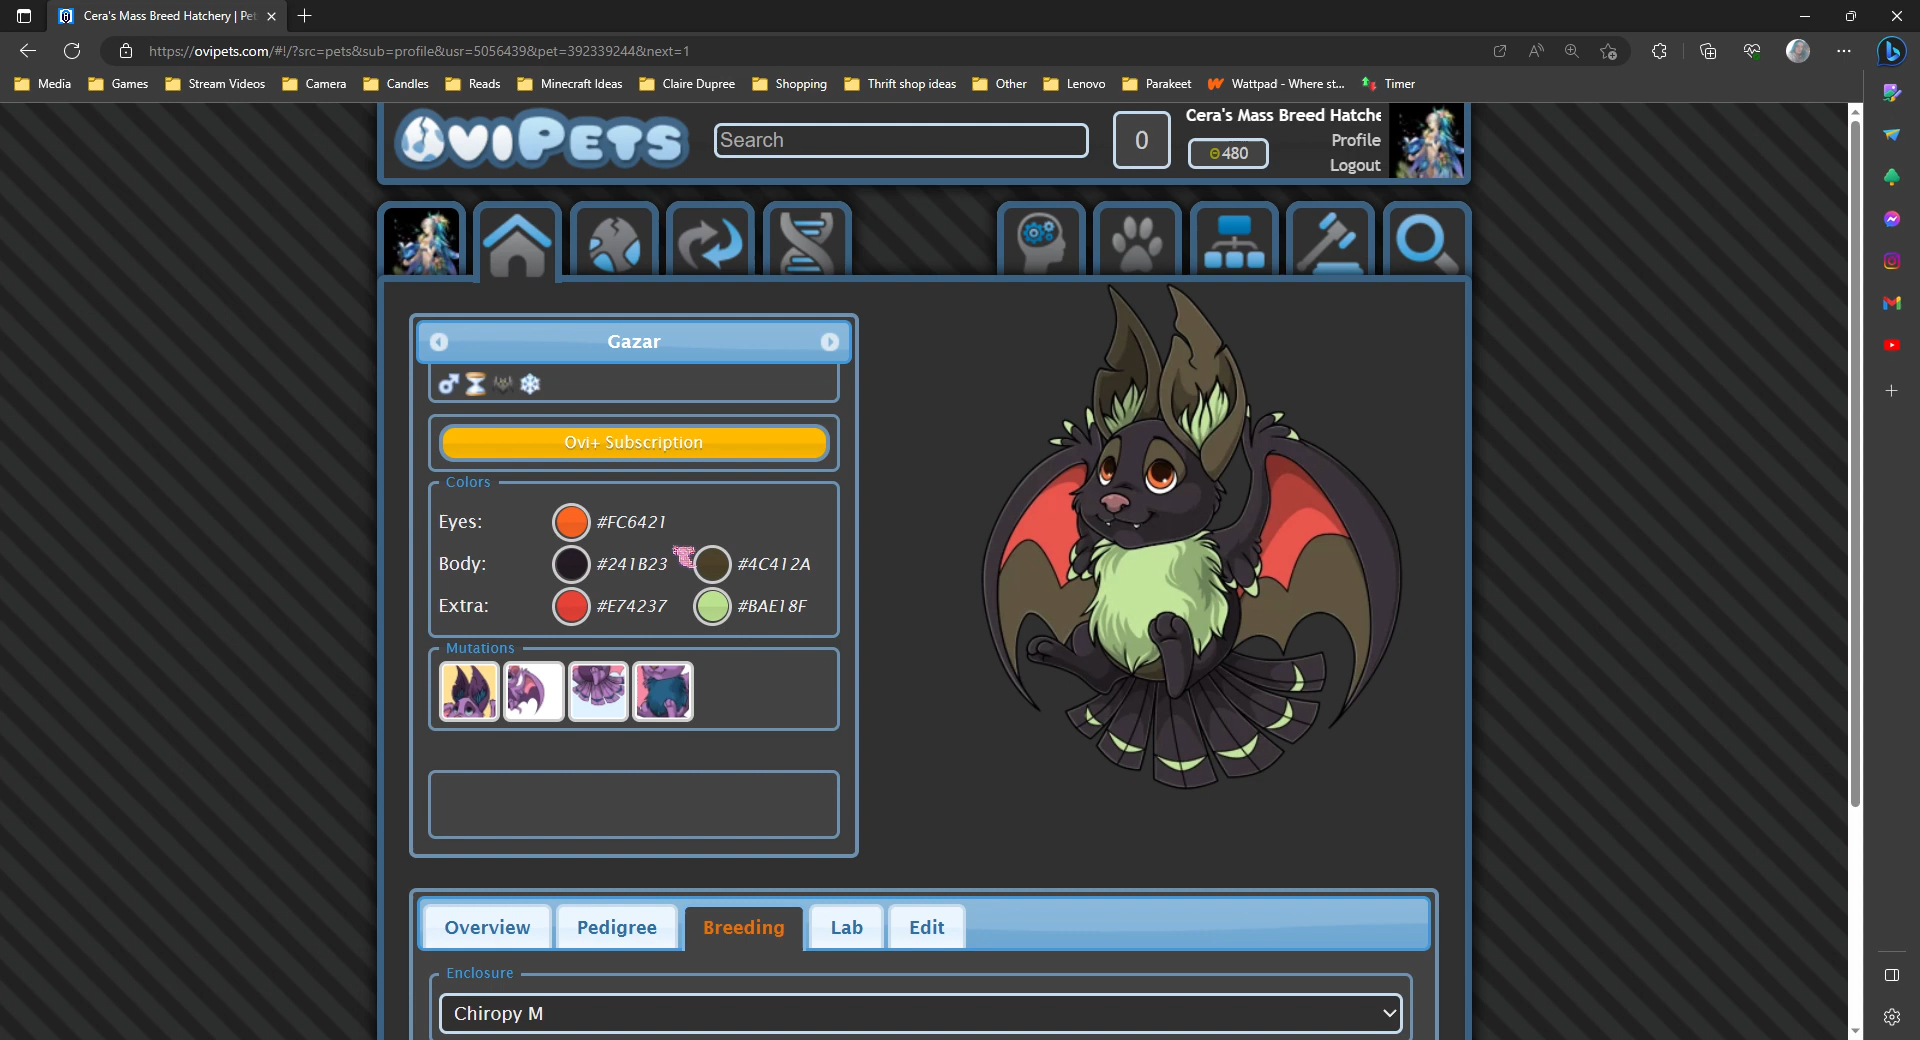 Cera's Mass Breed Hatchery | Pet
https://ovipets.com/#!/?src=pets&sub=profile&usr=5056439&pet=392339244&next=1
Media Games Stream Videos Camera Candles Reads Minecraft Ideas Claire Dupree Shopping Thrift shop ideas Other Lenovo Parakeet Wattpad - Where st... Timer
OviPets
Search
0
Cera's Mass Breed Hatche
480
Profile
Logout
Gazar
Ovi+ Subscription
Colors
Eyes: #FC6421
Body: #241B23 #4C412A
Extra: #E74237 #BAE18F
Mutations
Overview Pedigree Breeding Lab Edit
Enclosure
Chiropy M